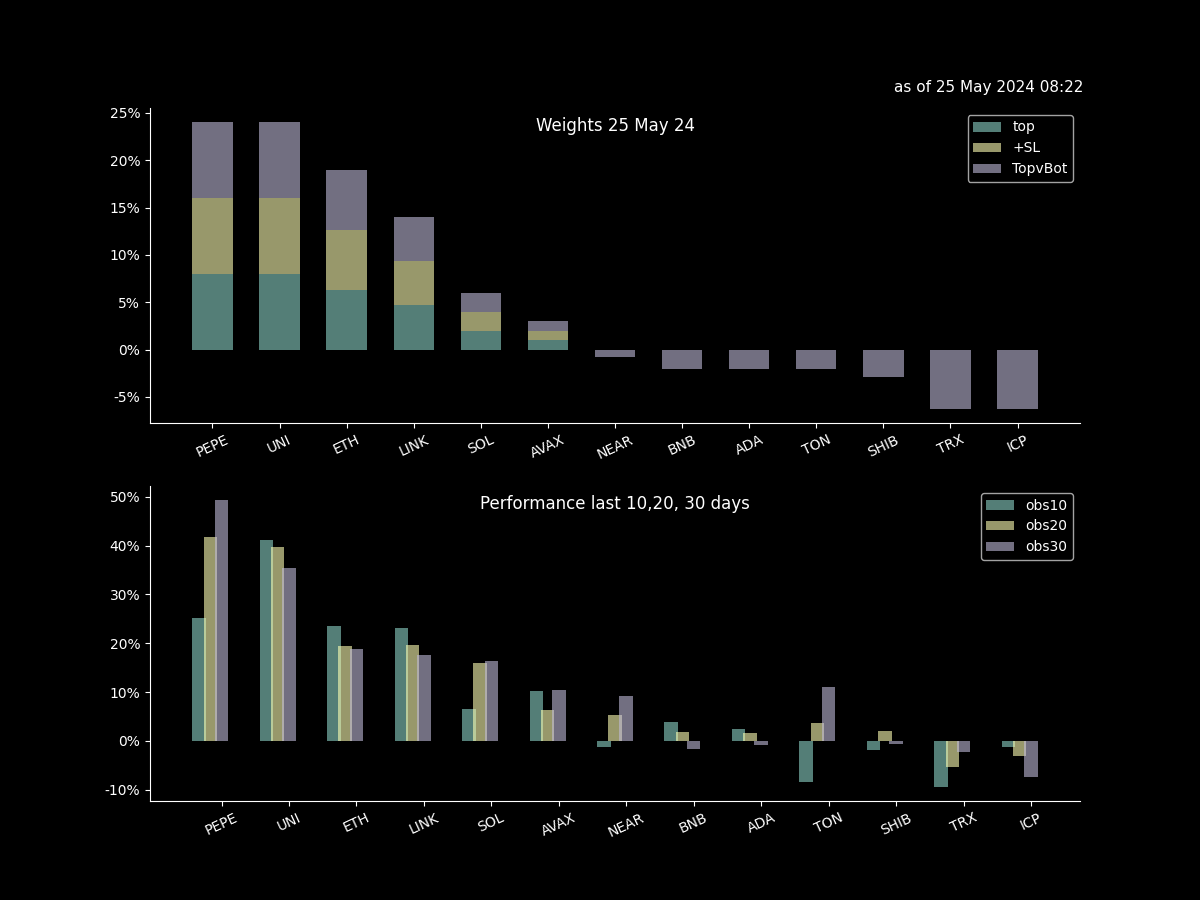 as of 25 May 2024 08:22
Weights 25 May 24
top
+SL
TopvBot
25%
20%
15%
10%
5%
0%
-5%
PEPE UNI ETH LINK SOL AVAX NEAR BNB ADA TON SHIB TRX ICP
Performance last 10,20, 30 days
obs10
obs20
obs30
50%
40%
30%
20%
10%
0%
-10%
PEPE UNI ETH LINK SOL AVAX NEAR BNB ADA TON SHIB TRX ICP